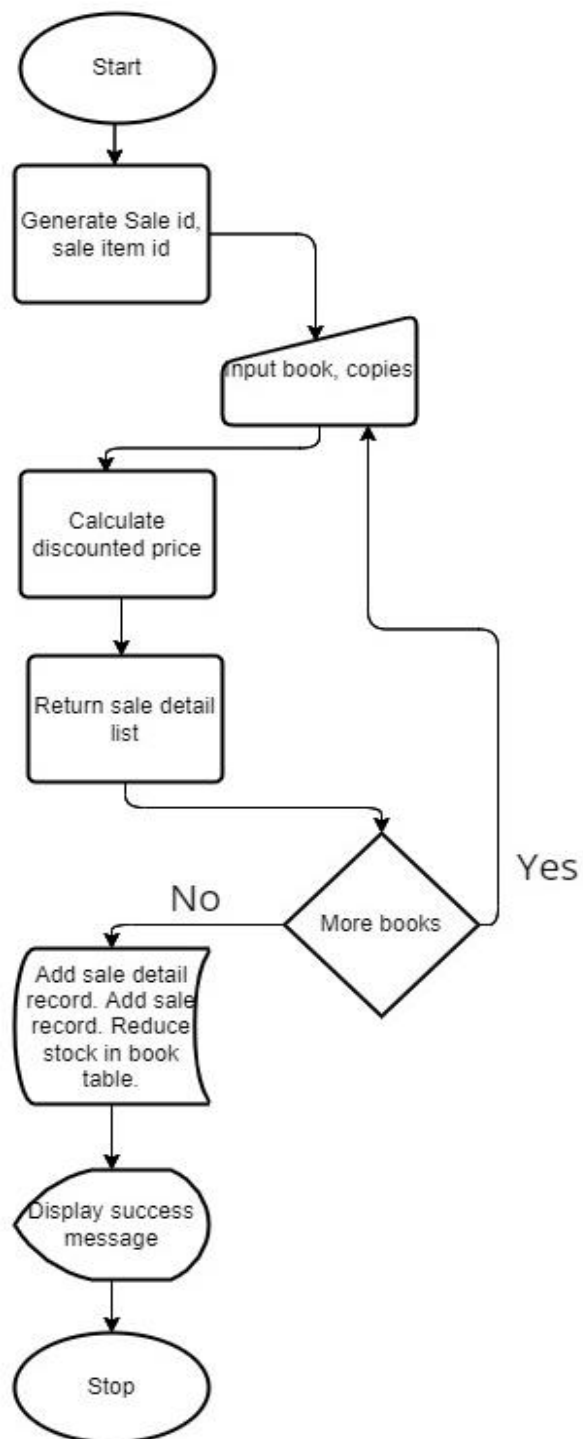 Start
Generate Sale id,
sale item id
Input book, copies
Calculate
discounted price
Return sale detail
list
More books
Yes
No
Add sale detail
record. Add sale
record. Reduce
stock in book
table.
Display success
message
Stop